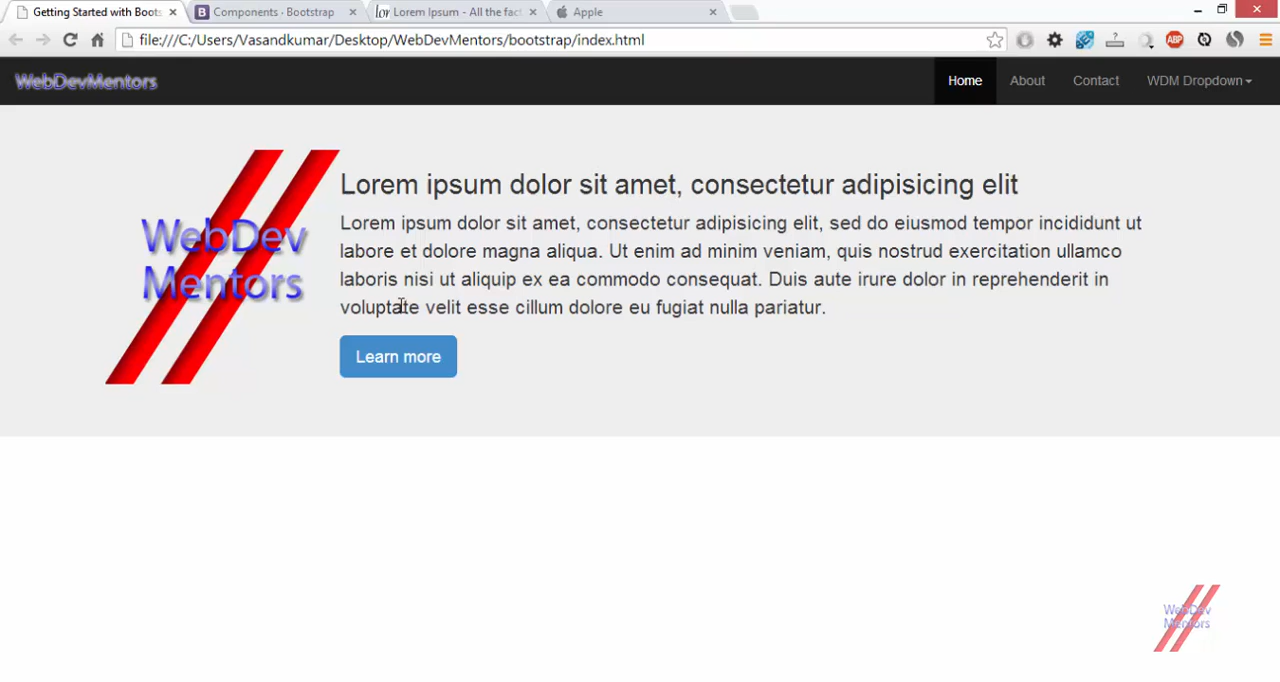 Getting Started with Boots
Components · Bootstrap
Lorem Ipsum - All the fact
Apple
file:///C:/Users/Vasandkumar/Desktop/WebDevMentors/bootstrap/index.html
ABP
WebDevMentors
Home
About
Contact
WDM Dropdown
WebDev
Mentors
Lorem ipsum dolor sit amet, consectetur adipisicing elit
Lorem ipsum dolor sit amet, consectetur adipisicing elit, sed do eiusmod tempor incididunt ut
labore et dolore magna aliqua. Ut enim ad minim veniam, quis nostrud exercitation ullamco
laboris nisi ut aliquip ex ea commodo consequat. Duis aute irure dolor in reprehenderit in
voluptate velit esse cillum dolore eu fugiat nulla pariatur.
Learn more
WebDev
Mentors